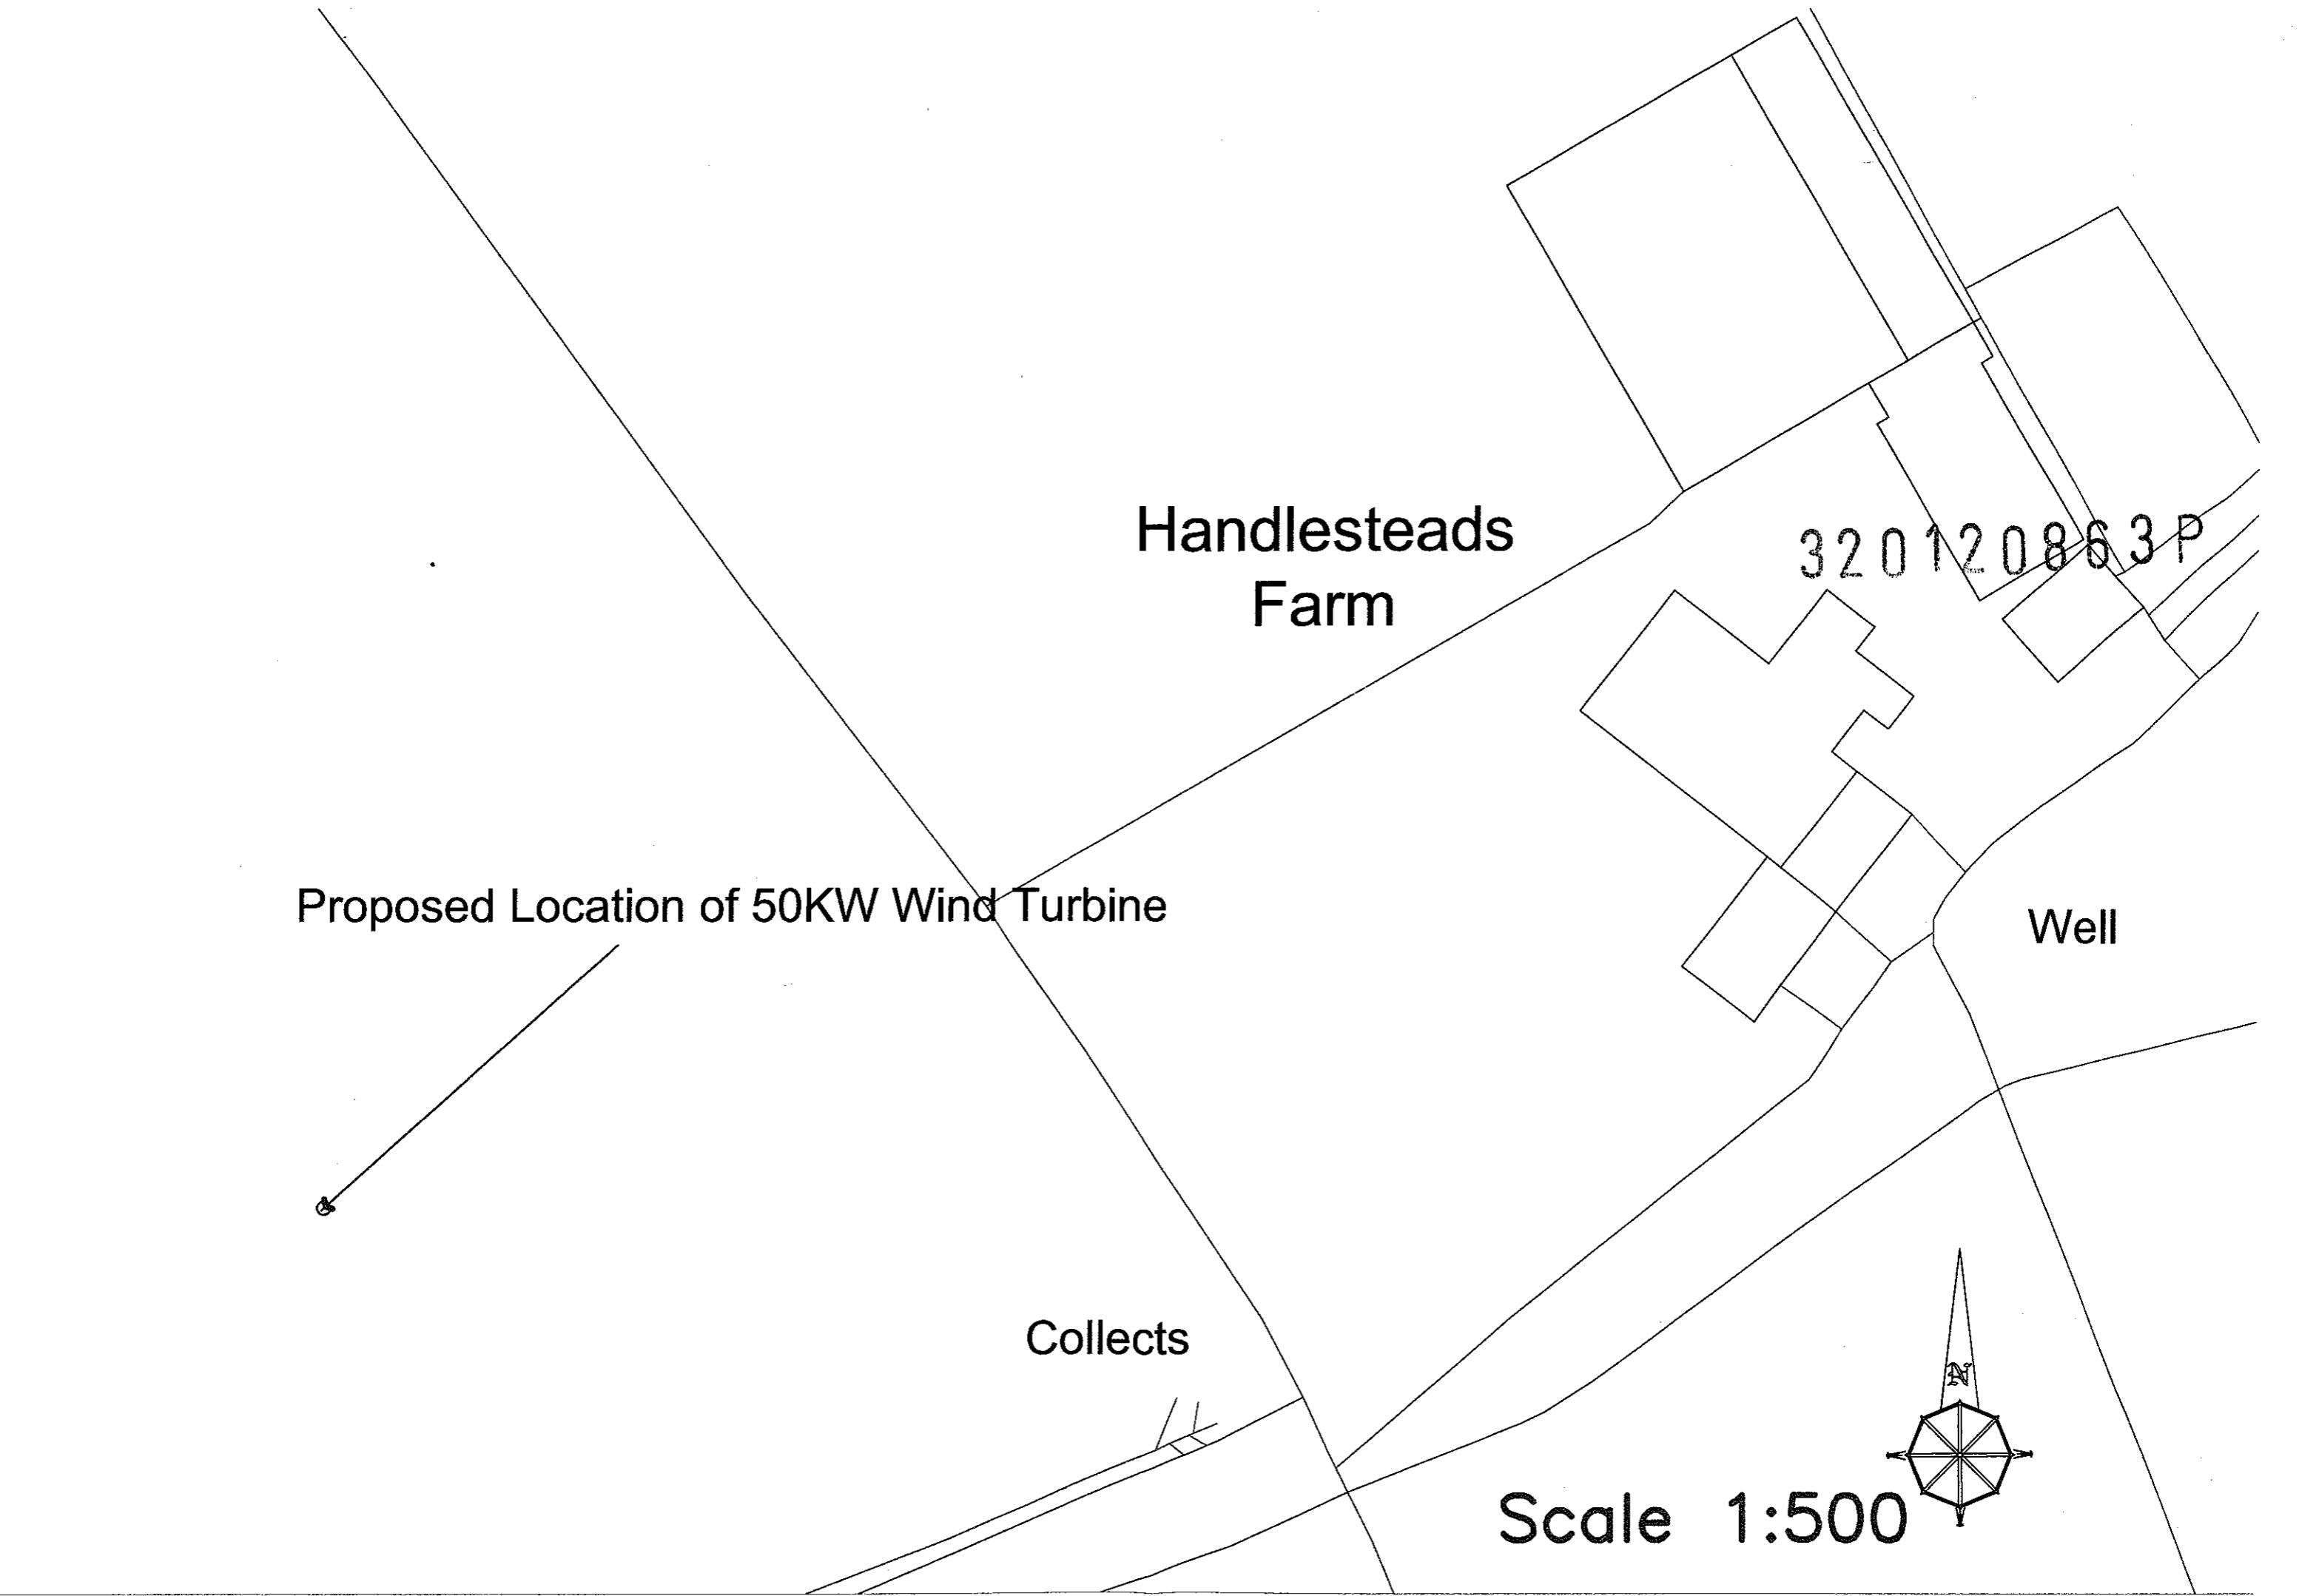 Handlesteads
Farm
320120863P
Proposed Location of 50KW Wind Turbine
Well
Collects
N
Scale 1:500